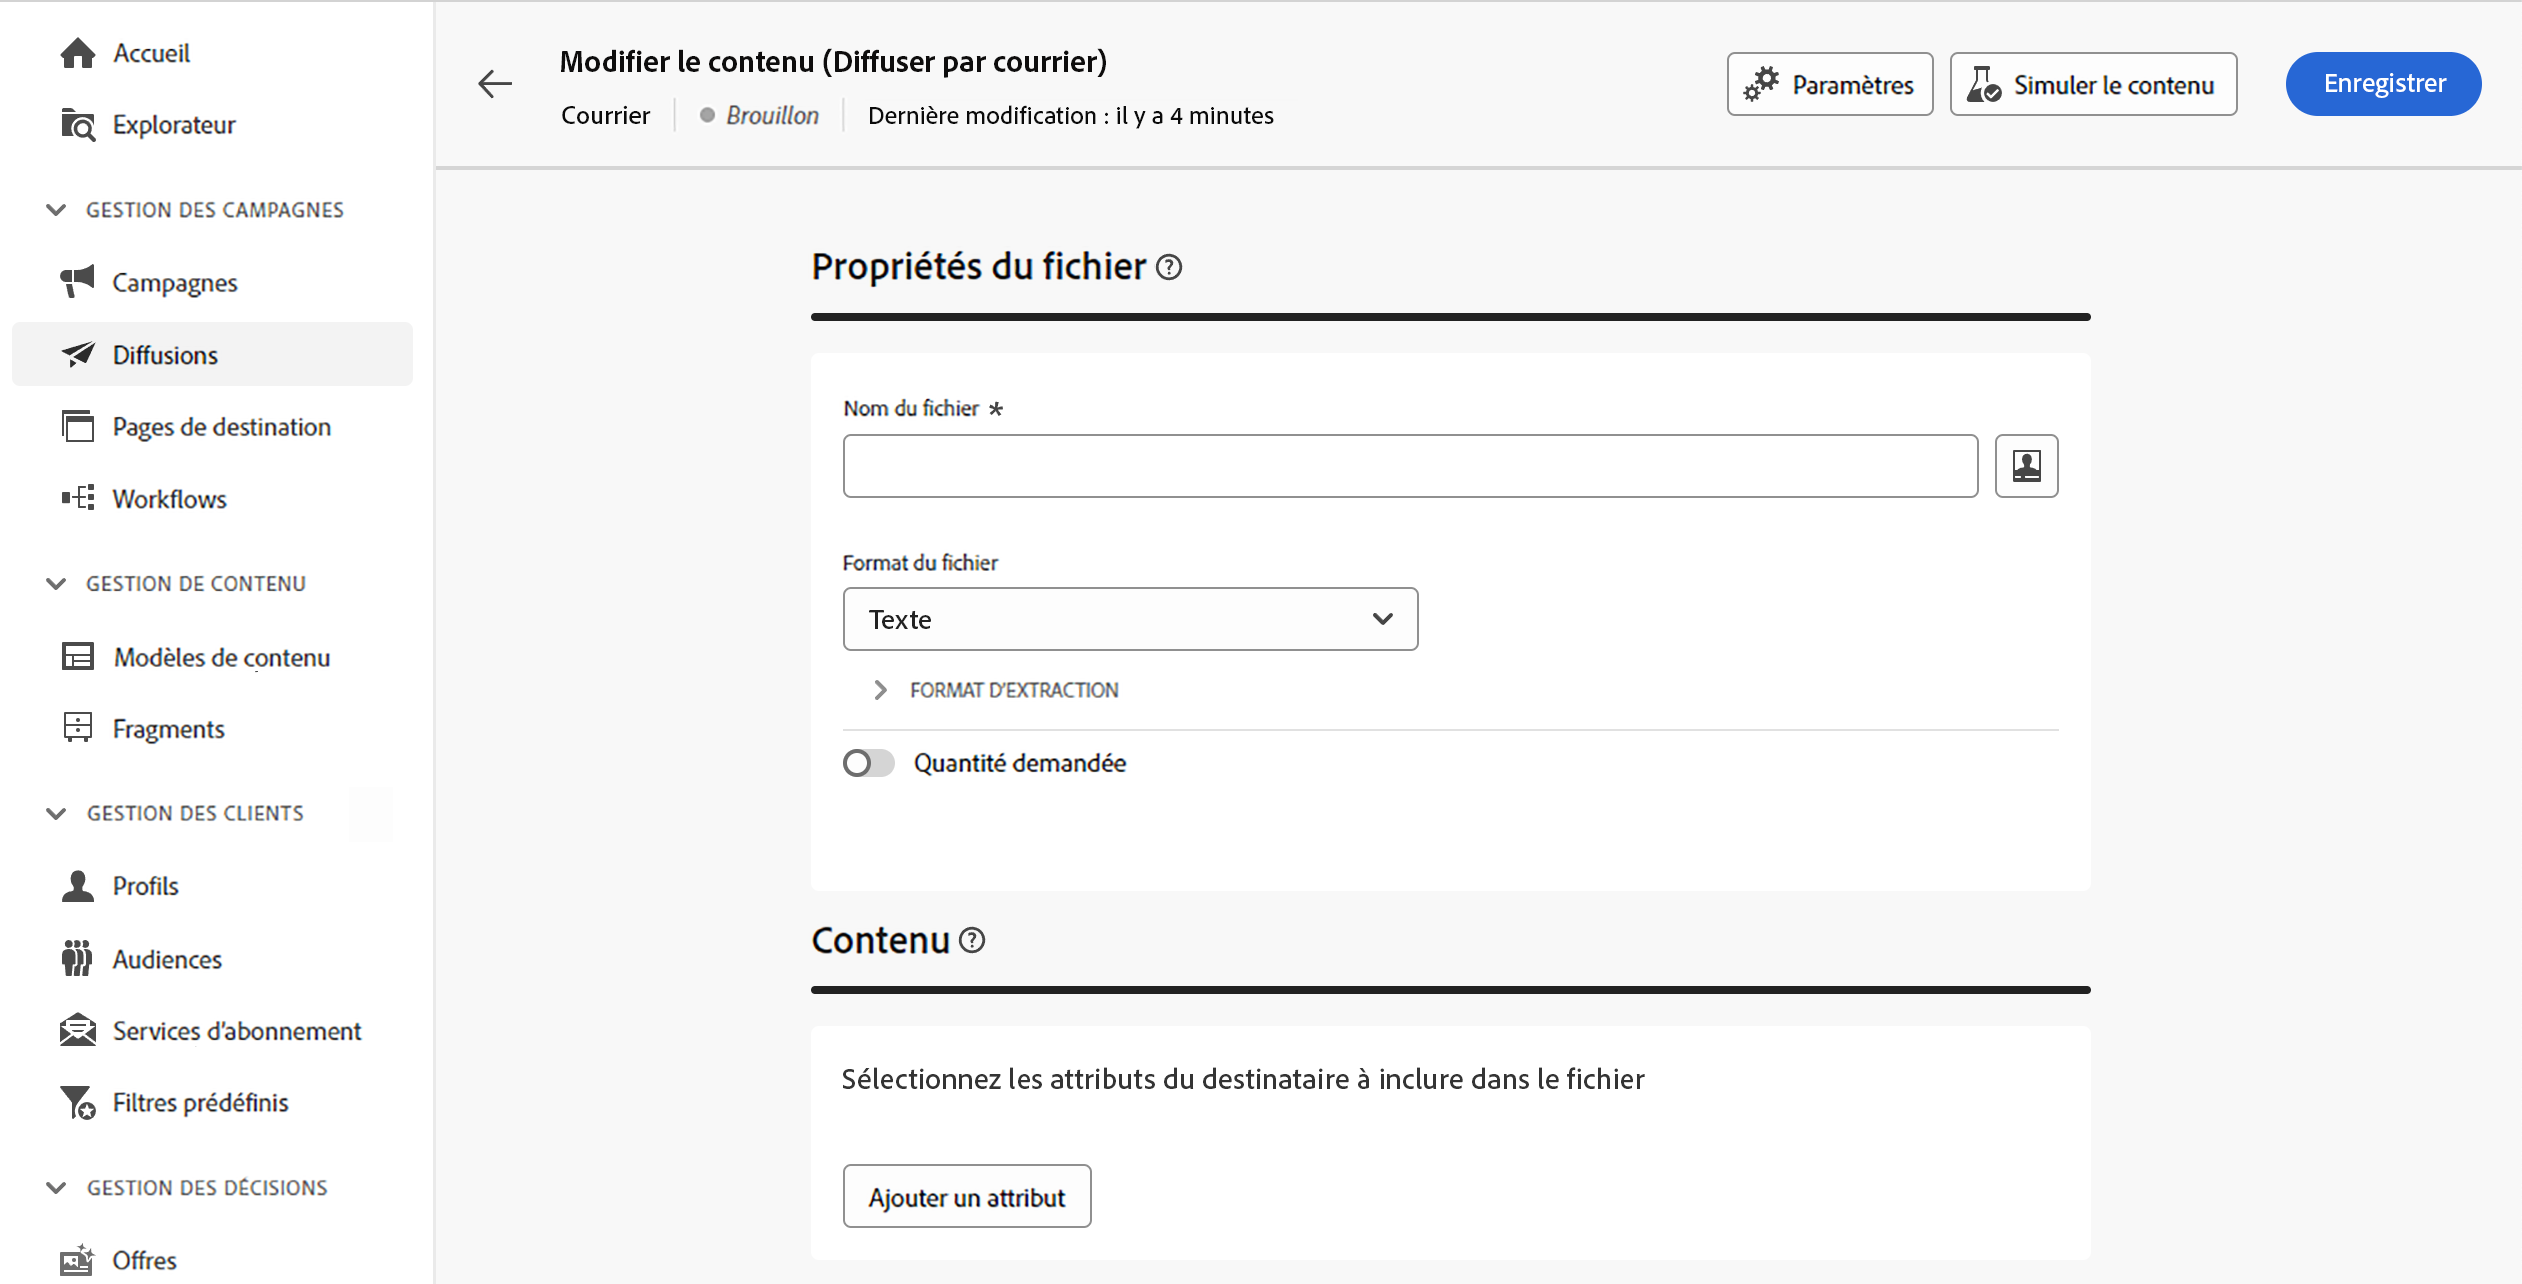 Accueil
Explorateur
GESTION DES CAMPAGNES
Campagnes
Diffusions
Pages de destination
Workflows
GESTION DE CONTENU
Modèles de contenu
Fragments
GESTION DES CLIENTS
Profils
Audiences
Services d'abonnement
Filtres prédéfinis
GESTION DES DÉCISIONS
Offres
Modifier le contenu (Diffuser par courrier)
Courrier Brouillon Dernière modification : il y a 4 minutes
Paramètres
Simuler le contenu
Enregistrer
Propriétés du fichier
Nom du fichier *
Format du fichier
Texte
FORMAT D'EXTRACTION
Quantité demandée
Contenu
Sélectionnez les attributs du destinataire à inclure dans le fichier
Ajouter un attribut